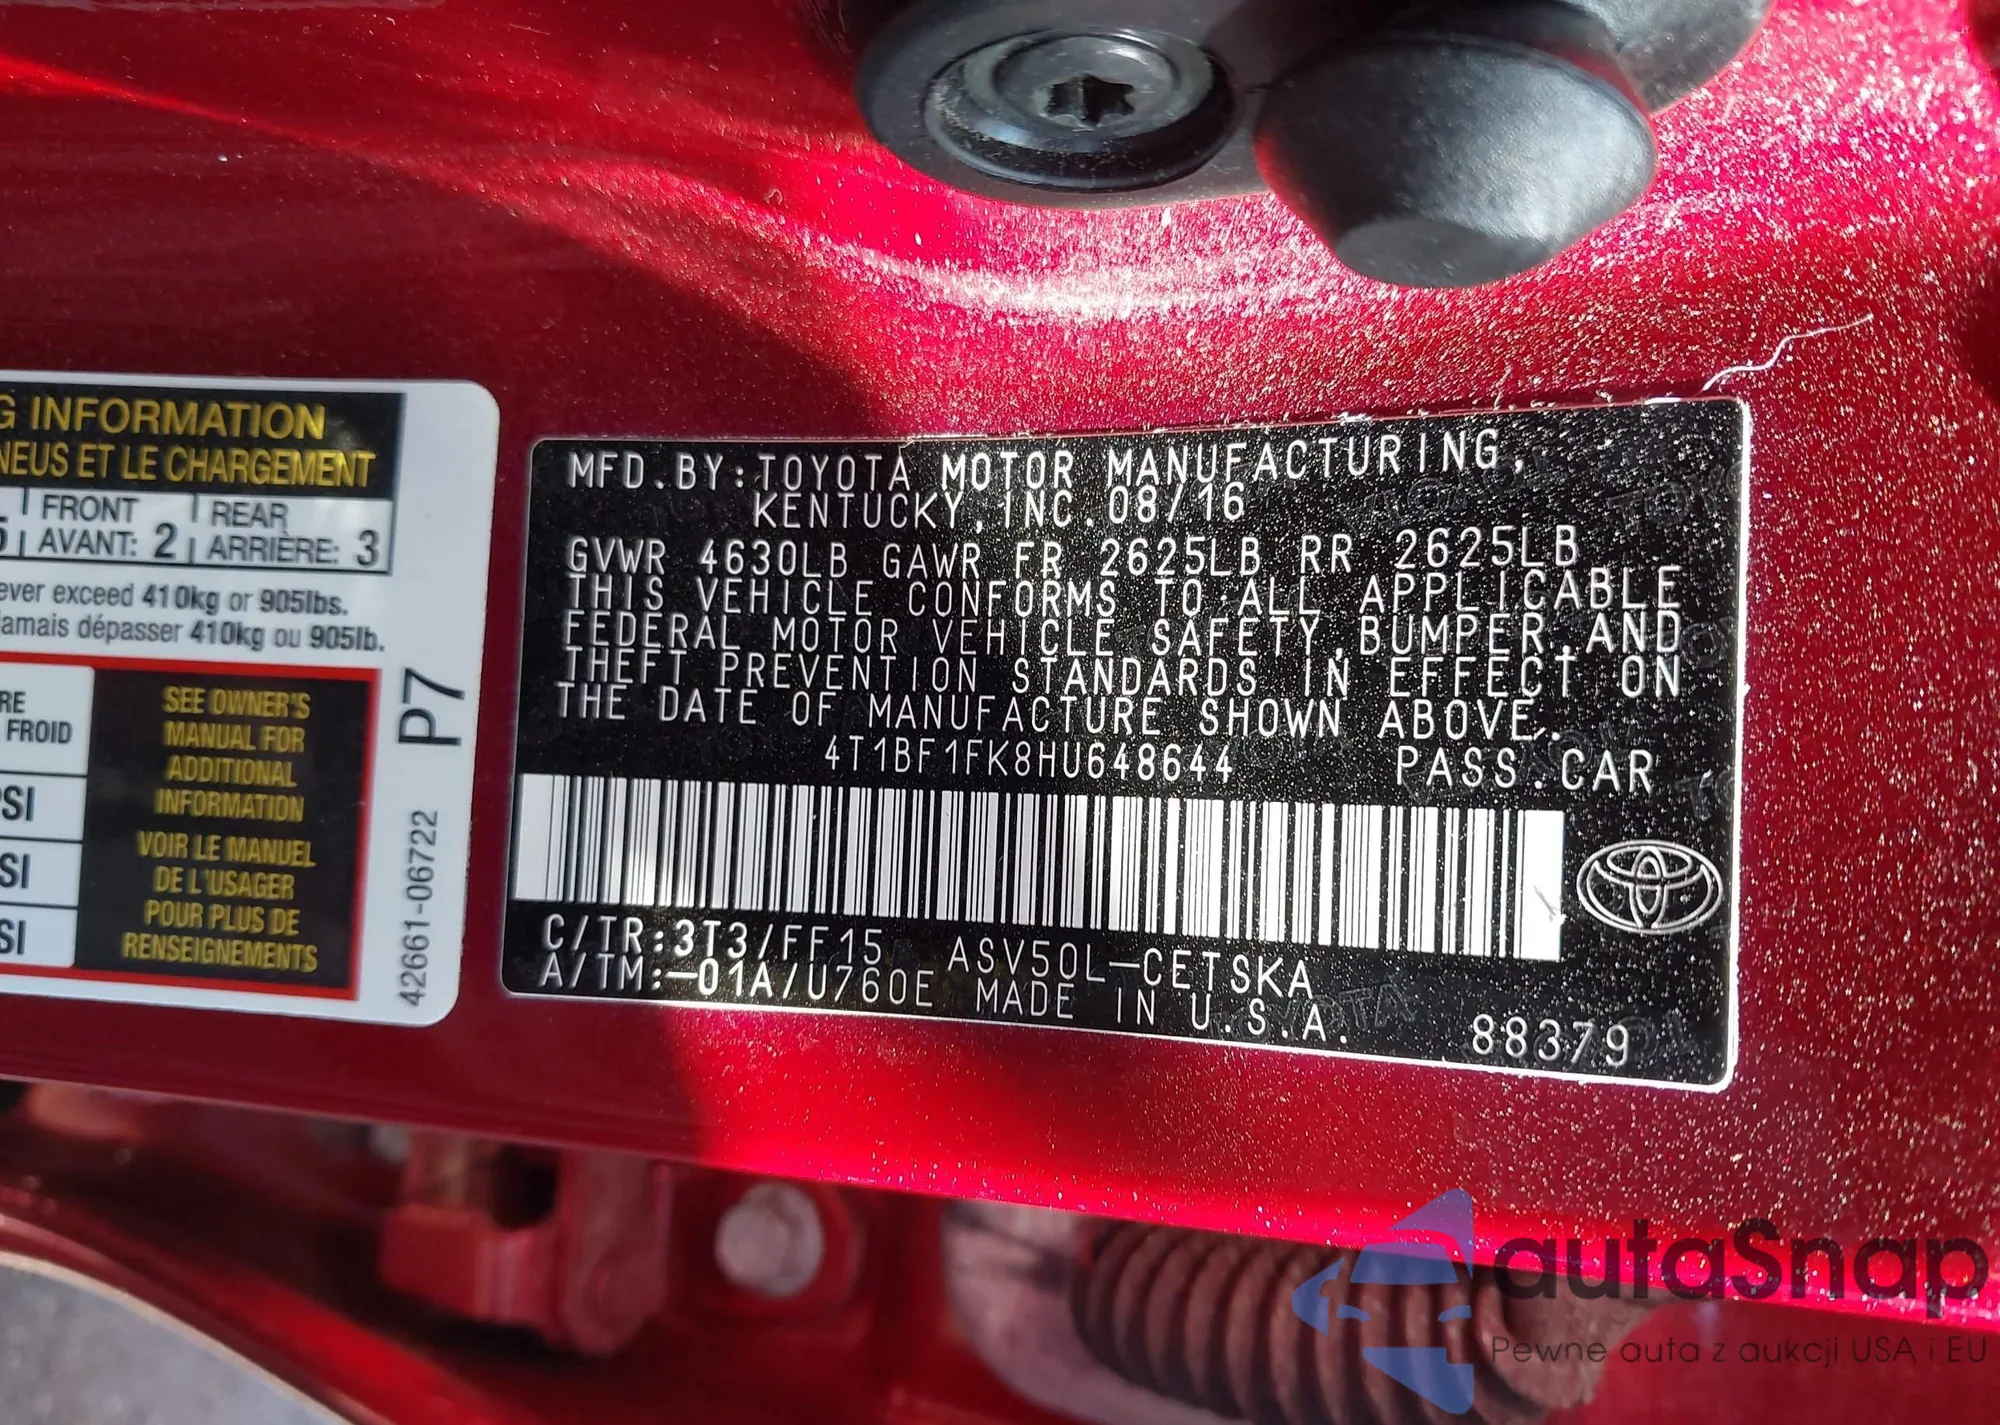 G INFORMATION
NEUS ET LE CHARGEMENT
FRONT
AVANT: 2
REAR
ARRIÈRE: 3
ever exceed 410kg or 905lbs.
amais dépasser 410kg ou 905lb.
RE
FROID
PSI
SI
SI
SEE OWNER'S
MANUAL FOR
ADDITIONAL
INFORMATION
VOIR LE MANUEL
DE L'USAGER
POUR PLUS DE
RENSEIGNEMENTS
P7
42661-06722
MFD.BY:TOYOTA MOTOR MANUFACTURING,
KENTUCKY,INC.08/16
GVWR 4630LB GAWR FR 2625LB RR 2625LB
THIS VEHICLE CONFORMS TO ALL APPLICABLE
FEDERAL MOTOR VEHICLE SAFETY,BUMPER,AND
THEFT PREVENTION STANDARDS IN EFFECT ON
THE DATE OF MANUFACTURE SHOWN ABOVE.
4T1BF1FK8HU648644 PASS.CAR
C/TR:3T3/FF15 ASV50L-CETSKA
A/TM:-01A/U760E MADE IN U.S.A. 88379
autaSnap
Pewne auta z aukcji USA i EU